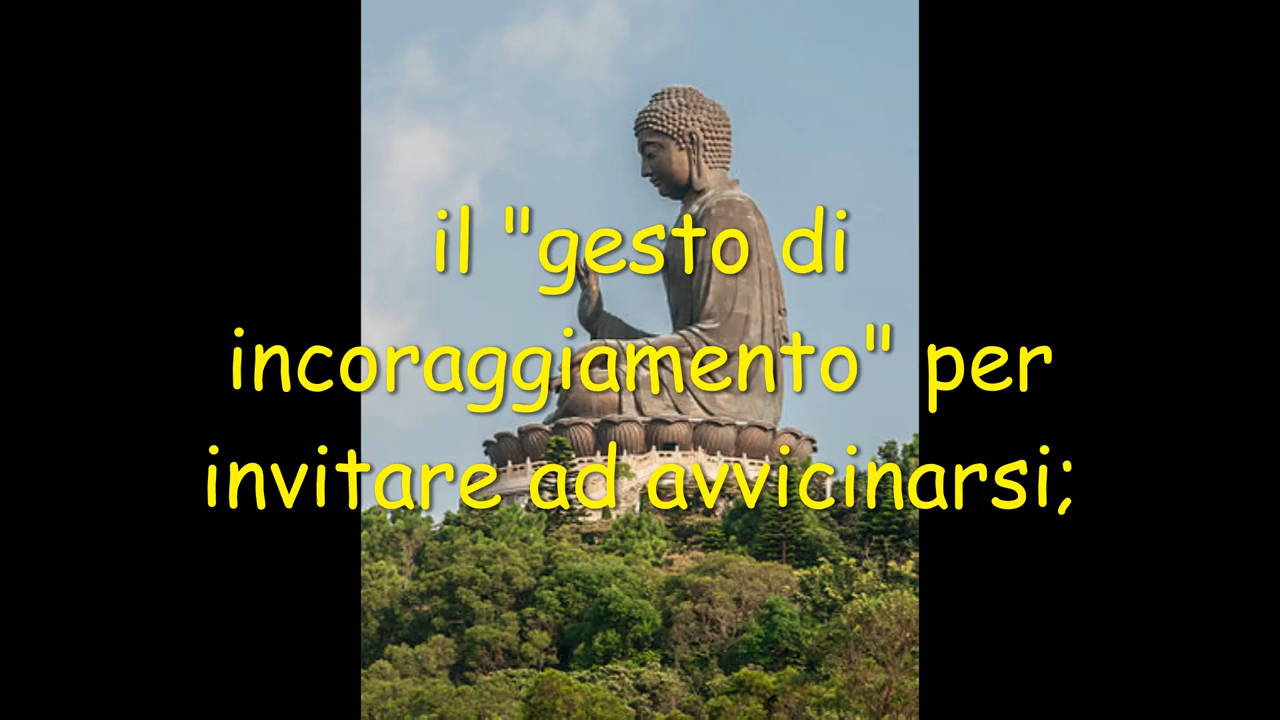 il "gesto di
incoraggiamento" per
invitare ad avvicinarsi;